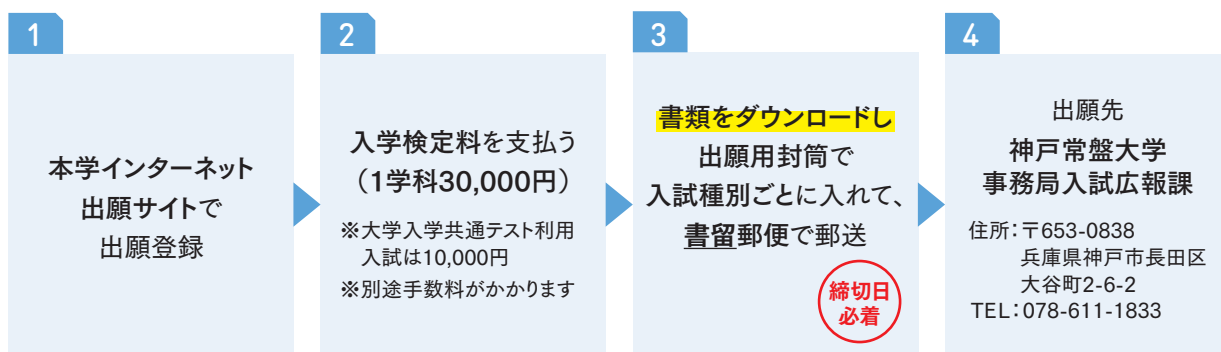 1
本学インターネット
出願サイトで
出願登録
2
入学検定料を支払う
（1学科30,000円）
※大学入学共通テスト利用
入試は10,000円
※別途手数料がかかります
3
書類をダウンロードし
出願用封筒で
入試種別ごとに入れて、
書留郵便で郵送
締切日
必着
4
出願先
神戸常盤大学
事務局入試広報課
住所：〒653-0838
兵庫県神戸市長田区
大谷町2-6-2
TEL：078-611-1833